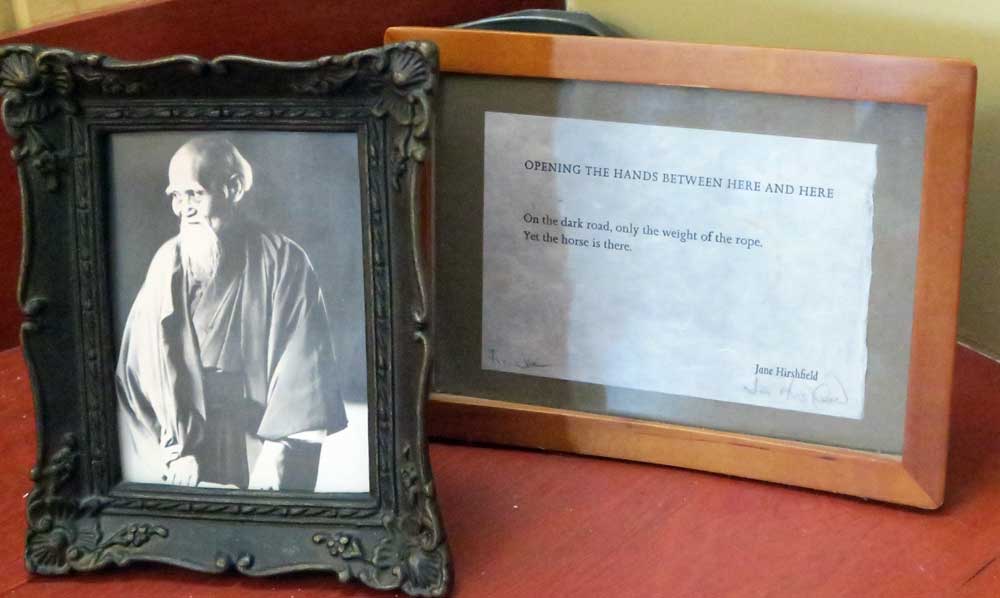 OPENING THE HANDS BETWEEN HERE AND HERE
On the dark road, only the weight of the rope.
Yet the horse is there.
Jane Hirshfield